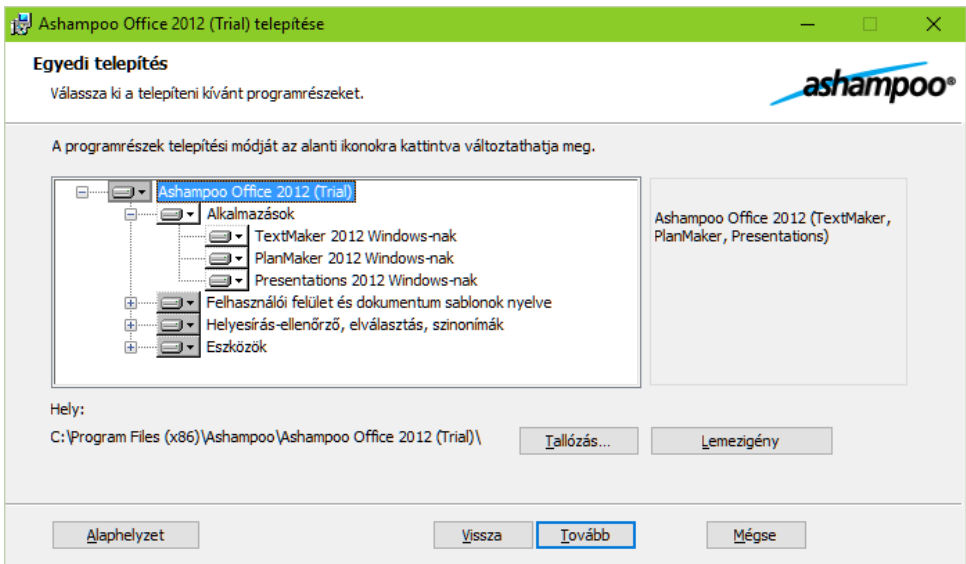 Ashampoo Office 2012 (Trial) telepítése
Egyedi telepítés
Válassza ki a telepíteni kívánt programrészeket.
ashampoo®
A programrészek telepítési módját az alanti ikonokra kattintva változtathatja meg.
Ashampoo Office 2012 (Trial)
Alkalmazások
TextMaker 2012 Windows-nak
PlanMaker 2012 Windows-nak
Presentations 2012 Windows-nak
Felhasználói felület és dokumentum sablonok nyelve
Helyesírás-ellenőrző, elválasztás, szinonímák
Eszközök
Ashampoo Office 2012 (TextMaker,
PlanMaker, Presentations)
Hely:
C:\Program Files (x86)\Ashampoo\Ashampoo Office 2012 (Trial)\
Tallózás...
Lemezigény
Alaphelyzet
Vissza
Tovább
Mégse